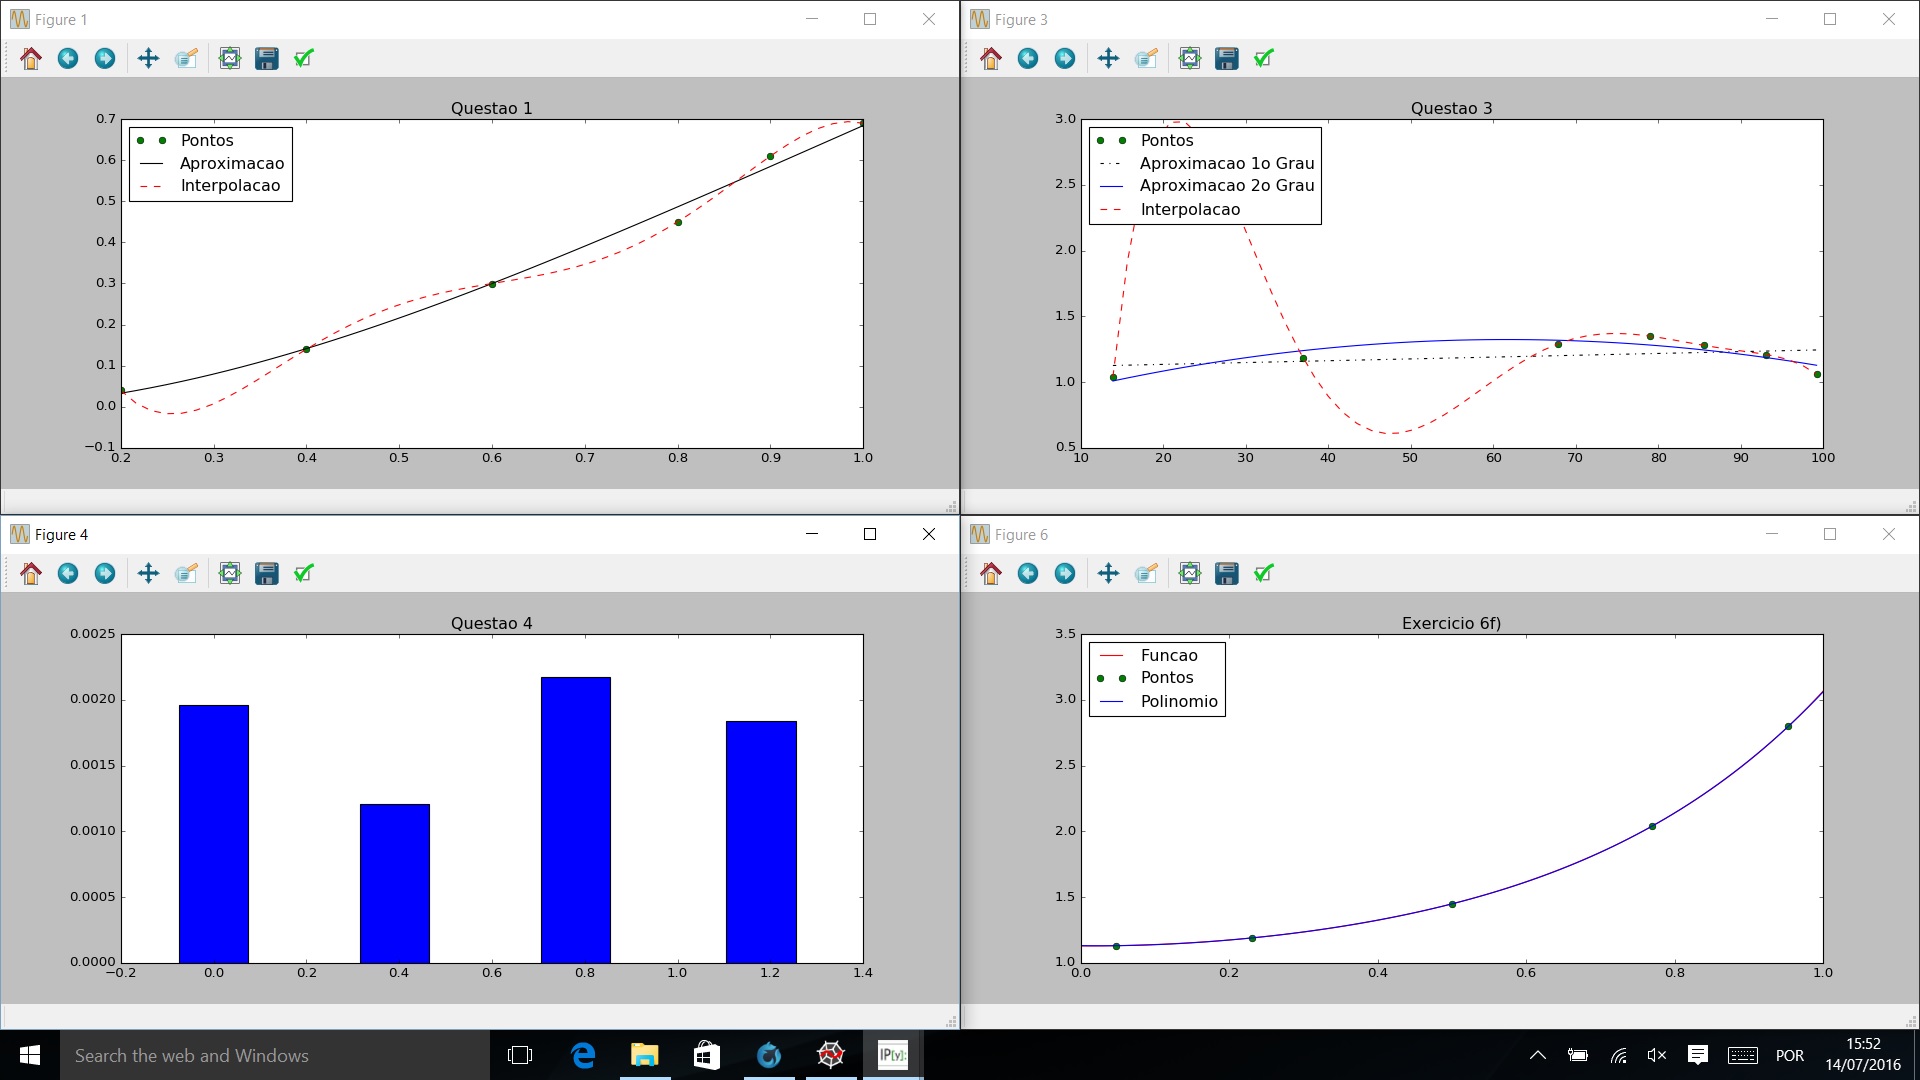 Figure 1
Questao 1
0.7
0.6
0.5
0.4
0.3
0.2
0.1
0.0
−0.1
Pontos
Aproximacao
Interpolacao
0.2 0.3 0.4 0.5 0.6 0.7 0.8 0.9 1.0
Figure 3
Questao 3
3.0
2.5
2.0
1.5
1.0
0.5
Pontos
Aproximacao 1o Grau
Aproximacao 2o Grau
Interpolacao
10 20 30 40 50 60 70 80 90 100
Figure 4
Questao 4
0.0025
0.0020
0.0015
0.0010
0.0005
0.0000
−0.2 0.0 0.2 0.4 0.6 0.8 1.0 1.2 1.4
Figure 6
Exercicio 6f)
3.5
3.0
2.5
2.0
1.5
1.0
Funcao
Pontos
Polinomio
0.0 0.2 0.4 0.6 0.8 1.0
Search the web and Windows
IP[y]:
POR
15:52
14/07/2016